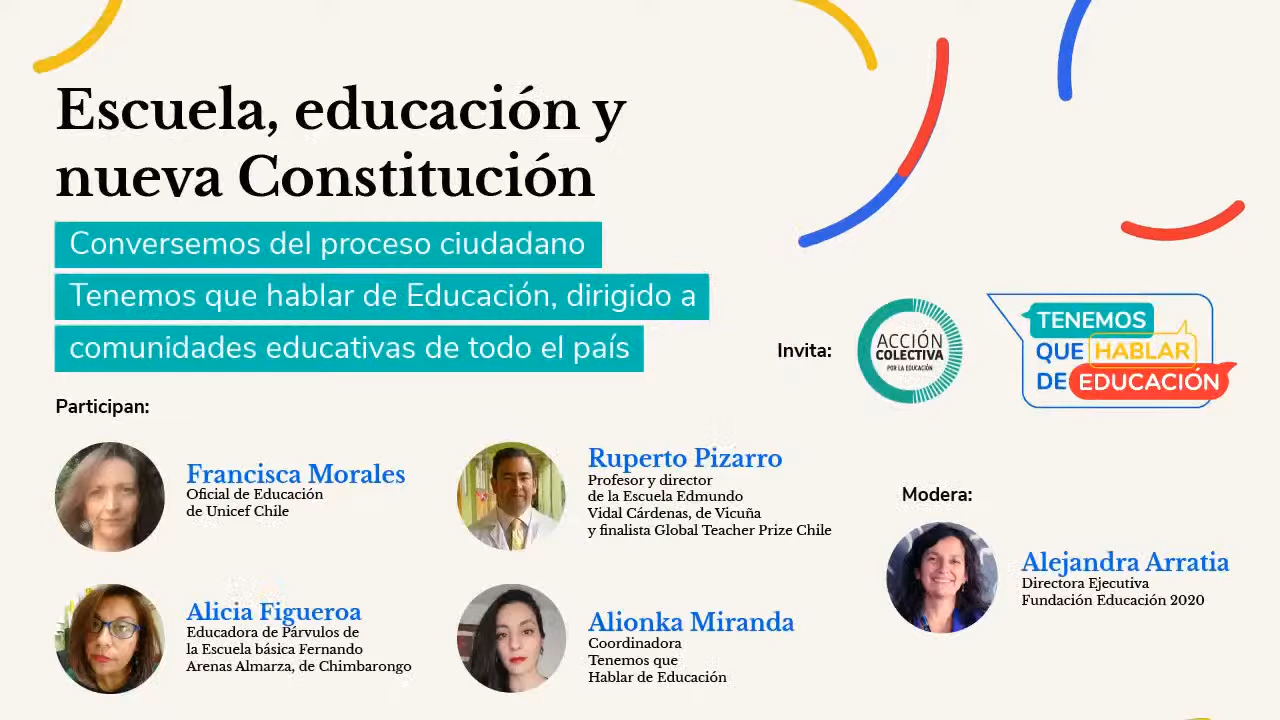 Escuela, educación y
nueva Constitución
Conversemos del proceso ciudadano
Tenemos que hablar de Educación, dirigido a
comunidades educativas de todo el país
Invita:
ACCIÓN
COLECTIVA
POR LA EDUCACIÓN
TENEMOS
QUE HABLAR
DE EDUCACIÓN
Participan:
Francisca Morales
Oficial de Educación
de Unicef Chile
Ruperto Pizarro
Profesor y director
de la Escuela Edmundo
Vidal Cárdenas, de Vicuña
y finalista Global Teacher Prize Chile
Alicia Figueroa
Educadora de Párvulos de
la Escuela básica Fernando
Arenas Almarza, de Chimbarongo
Alionka Miranda
Coordinadora
Tenemos que
Hablar de Educación
Modera:
Alejandra Arratia
Directora Ejecutiva
Fundación Educación 2020